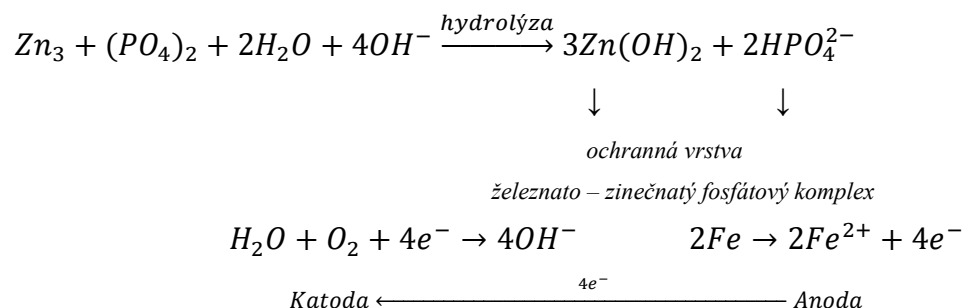 Zn₃ + (PO₄)₂ + 2H₂O + 4OH⁻ hydrolýza→ 3Zn(OH)₂ + 2HPO₄²⁻
↓ ↓
ochranná vrstva
železnato – zinečnatý fosfátový komplex
H₂O + O₂ + 4e⁻ → 4OH⁻ 2Fe → 2Fe²⁺ + 4e⁻
Katoda ←4e⁻ Anoda